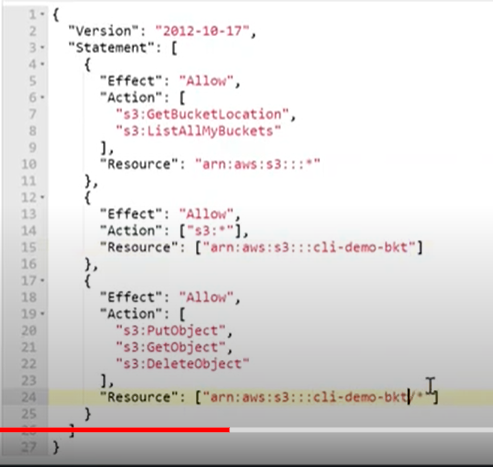 1 {
2 "Version": "2012-10-17",
3 "Statement": [
4 {
5 "Effect": "Allow",
6 "Action": [
7 "s3:GetBucketLocation",
8 "s3:ListAllMyBuckets"
9 ],
10 "Resource": "arn:aws:s3:::*"
11 },
12 {
13 "Effect": "Allow",
14 "Action": ["s3:*"],
15 "Resource": ["arn:aws:s3:::cli-demo-bkt"]
16 },
17 {
18 "Effect": "Allow",
19 "Action": [
20 "s3:PutObject",
21 "s3:GetObject",
22 "s3:DeleteObject"
23 ],
24 "Resource": ["arn:aws:s3:::cli-demo-bkt/*"]
25 }
26 ]
27 }